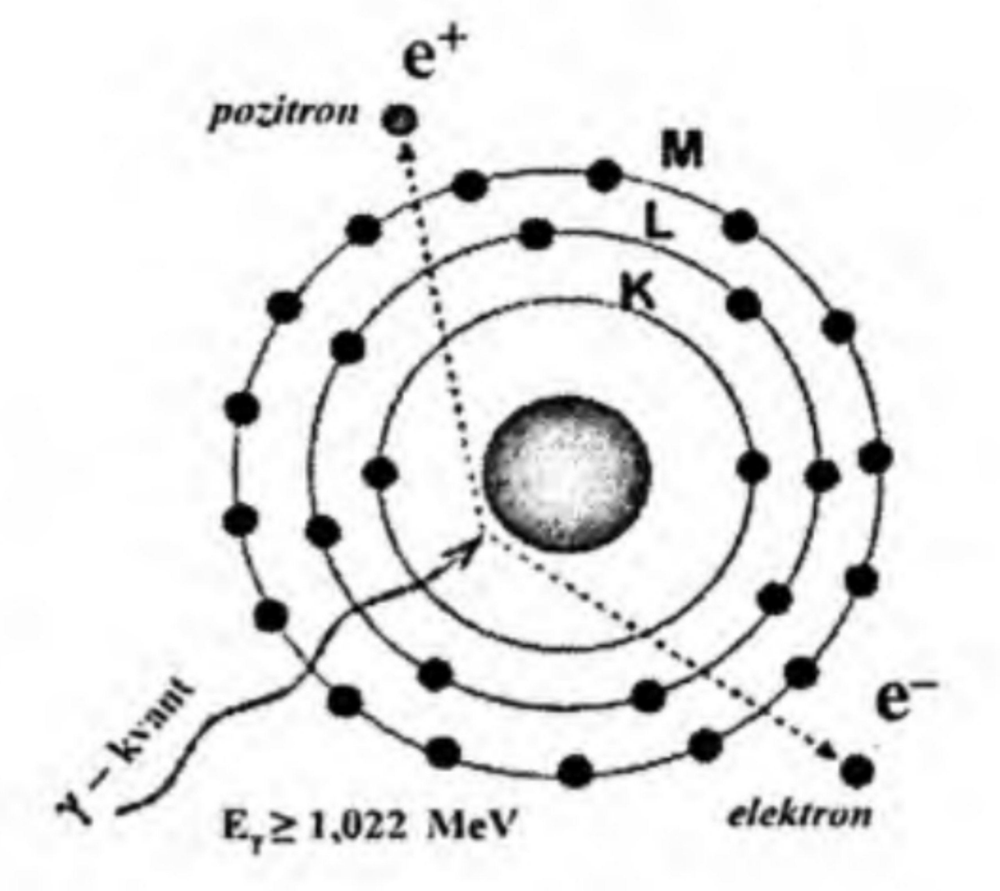 e⁺
pozitron
M
L
K
e⁻
γ – kvant
elektron
Eγ ≥ 1,022 MeV